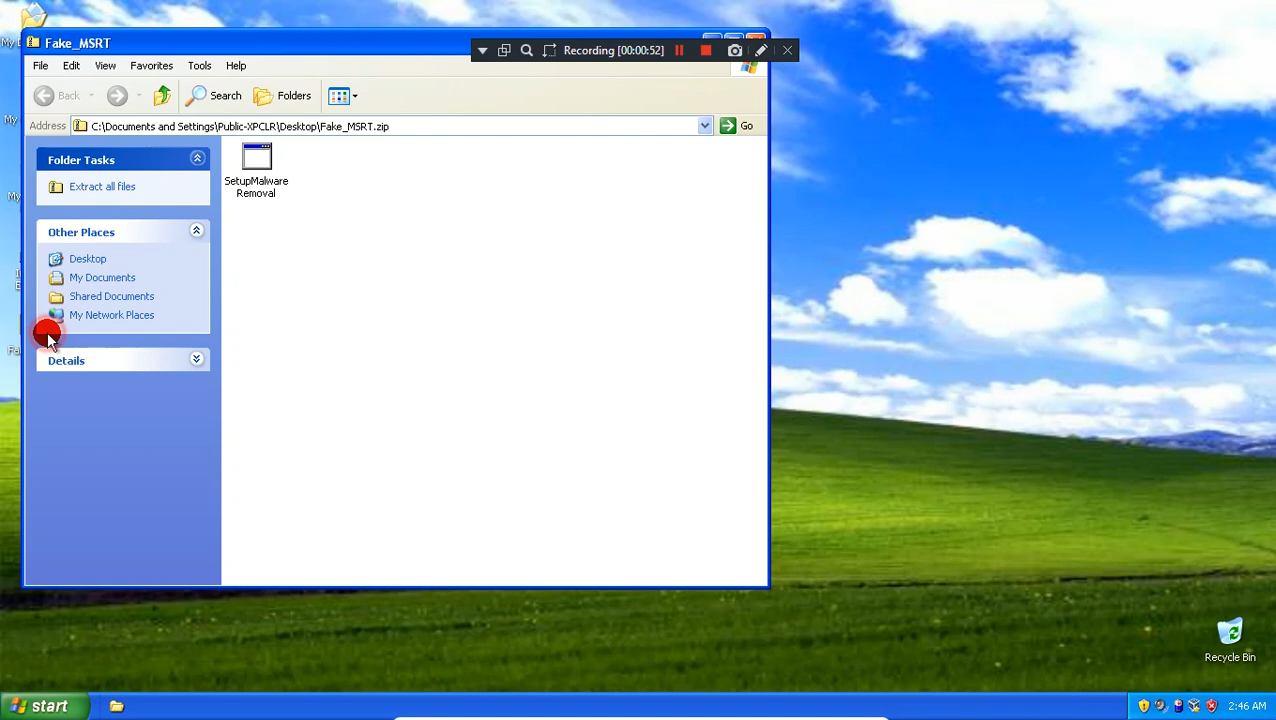 Fake_MSRT
Recording [00:00:52]
File Edit View Favorites Tools Help
Back Search Folders
Address C:\Documents and Settings\Public-XPCLR\Desktop\Fake_MSRT.zip Go
Folder Tasks
Extract all files
Other Places
Desktop
My Documents
Shared Documents
My Network Places
Details
SetupMalware
Removal
Recycle Bin
start
2:46 AM